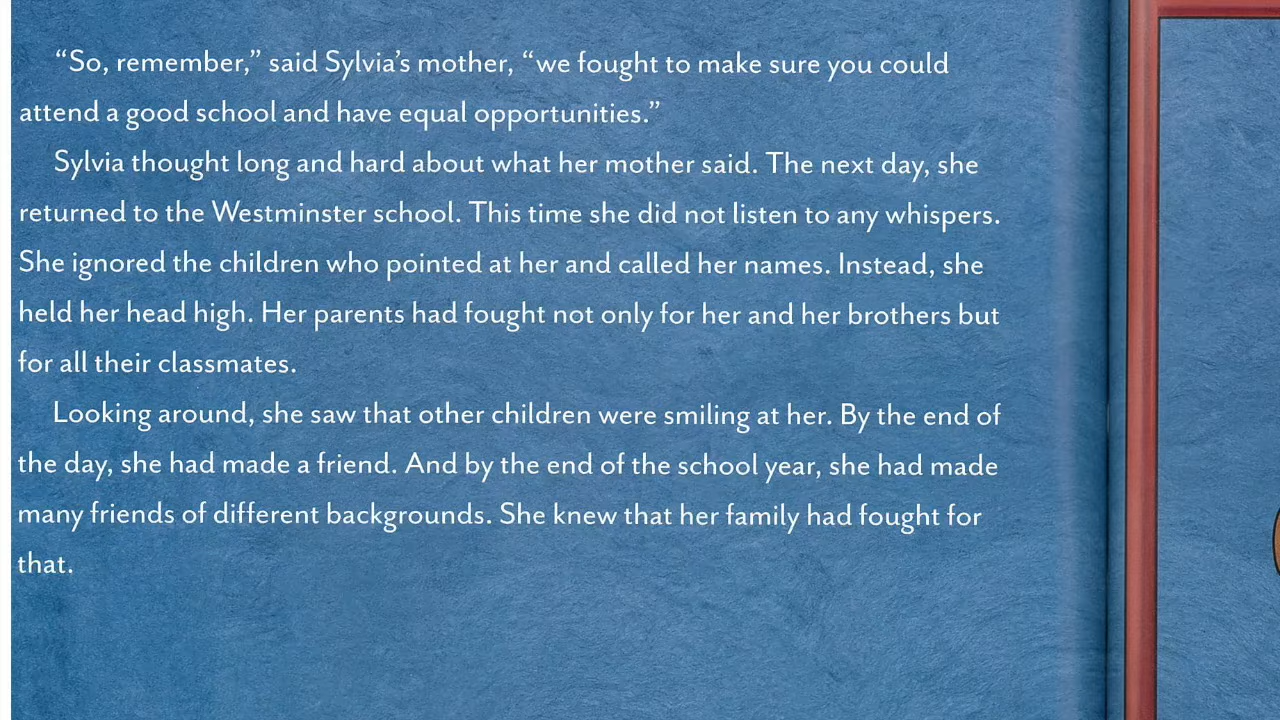 “So, remember,” said Sylvia’s mother, “we fought to make sure you could
attend a good school and have equal opportunities.”
Sylvia thought long and hard about what her mother said. The next day, she
returned to the Westminster school. This time she did not listen to any whispers.
She ignored the children who pointed at her and called her names. Instead, she
held her head high. Her parents had fought not only for her and her brothers but
for all their classmates.
Looking around, she saw that other children were smiling at her. By the end of
the day, she had made a friend. And by the end of the school year, she had made
many friends of different backgrounds. She knew that her family had fought for
that.